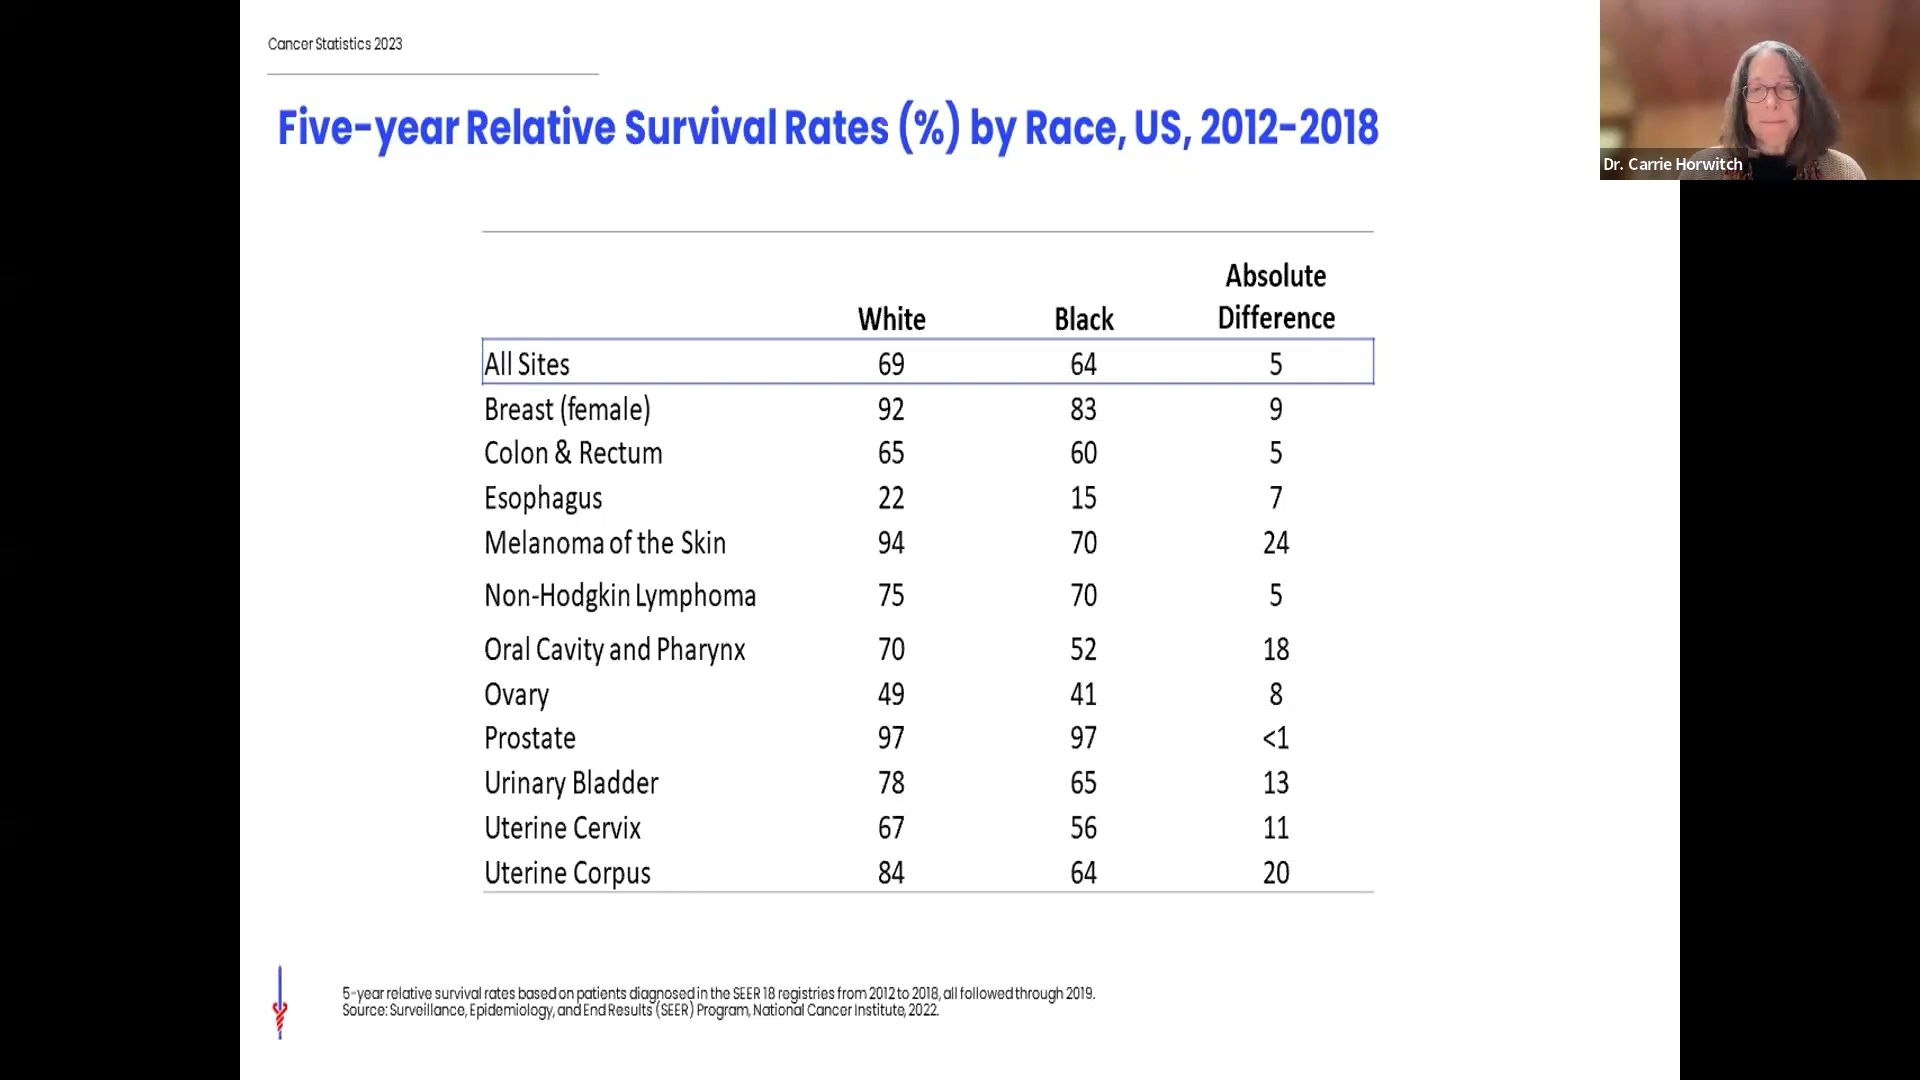 Cancer Statistics 2023
Five-year Relative Survival Rates (%) by Race, US, 2012-2018
Dr. Carrie Horwitch
White Black Absolute Difference
All Sites 69 64 5
Breast (female) 92 83 9
Colon & Rectum 65 60 5
Esophagus 22 15 7
Melanoma of the Skin 94 70 24
Non-Hodgkin Lymphoma 75 70 5
Oral Cavity and Pharynx 70 52 18
Ovary 49 41 8
Prostate 97 97 <1
Urinary Bladder 78 65 13
Uterine Cervix 67 56 11
Uterine Corpus 84 64 20
5-year relative survival rates based on patients diagnosed in the SEER 18 registries from 2012 to 2018, all followed through 2019.
Source: Surveillance, Epidemiology, and End Results (SEER) Program, National Cancer Institute, 2022.